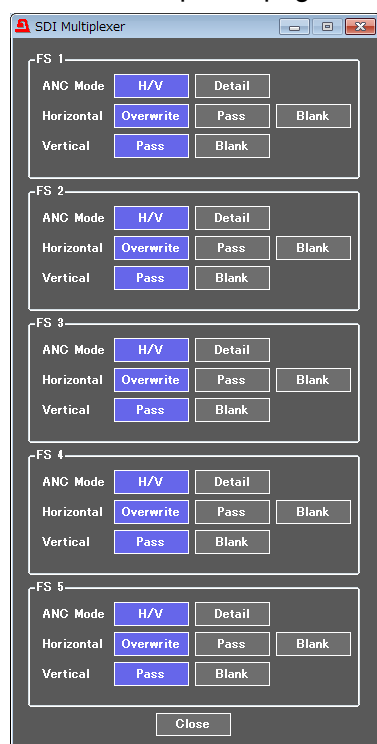 SDI Multiplexer
FS 1
ANC Mode H/V Detail
Horizontal Overwrite Pass Blank
Vertical Pass Blank
FS 2
ANC Mode H/V Detail
Horizontal Overwrite Pass Blank
Vertical Pass Blank
FS 3
ANC Mode H/V Detail
Horizontal Overwrite Pass Blank
Vertical Pass Blank
FS 4
ANC Mode H/V Detail
Horizontal Overwrite Pass Blank
Vertical Pass Blank
FS 5
ANC Mode H/V Detail
Horizontal Overwrite Pass Blank
Vertical Pass Blank
Close